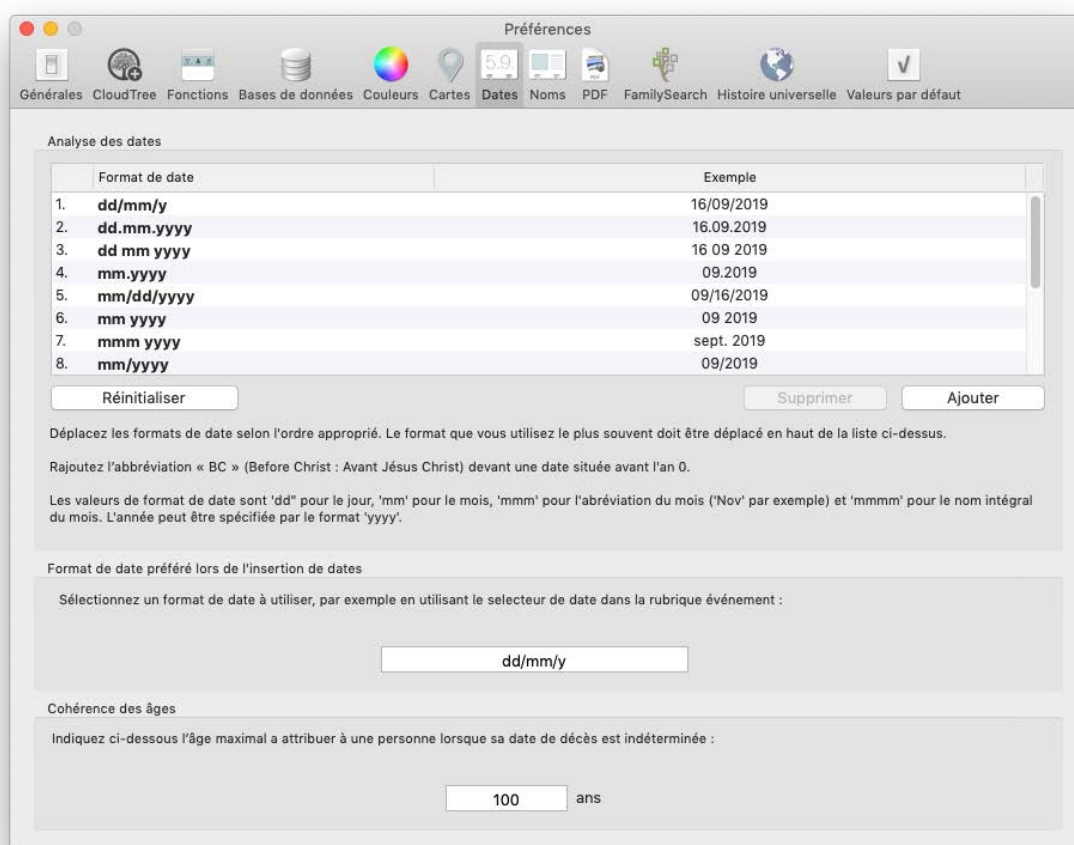 Préférences
Générales CloudTree Fonctions Bases de données Couleurs Cartes Dates Noms PDF FamilySearch Histoire universelle Valeurs par défaut
Analyse des dates
Format de date Exemple
1. dd/mm/y 16/09/2019
2. dd.mm.yyyy 16.09.2019
3. dd mm yyyy 16 09 2019
4. mm.yyyy 09.2019
5. mm/dd/yyyy 09/16/2019
6. mm yyyy 09 2019
7. mmm yyyy sept. 2019
8. mm/yyyy 09/2019
Réinitialiser Supprimer Ajouter
Déplacez les formats de date selon l'ordre approprié. Le format que vous utilisez le plus souvent doit être déplacé en haut de la liste ci-dessus.
Rajoutez l'abbréviation « BC » (Before Christ : Avant Jésus Christ) devant une date située avant l'an 0.
Les valeurs de format de date sont 'dd" pour le jour, 'mm' pour le mois, 'mmm' pour l'abréviation du mois ('Nov' par exemple) et 'mmmm' pour le nom intégral
du mois. L'année peut être spécifiée par le format 'yyyy'.
Format de date préféré lors de l'insertion de dates
Sélectionnez un format de date à utiliser, par exemple en utilisant le selecteur de date dans la rubrique événement :
dd/mm/y
Cohérence des âges
Indiquez ci-dessous l'âge maximal a attribuer à une personne lorsque sa date de décès est indéterminée :
100 ans